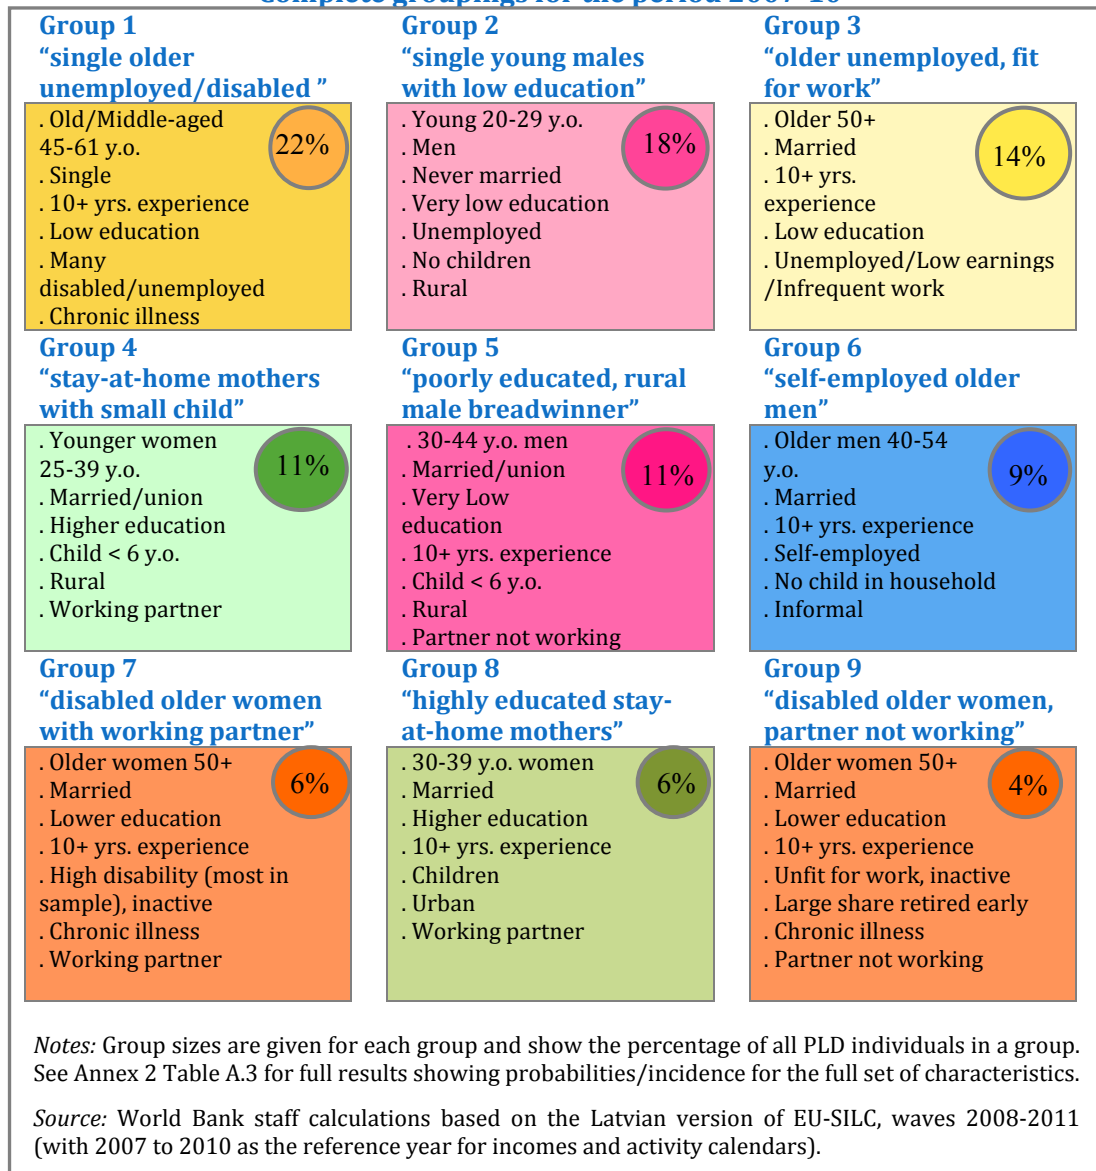 Complete groupings for the period 2007-10
Group 1
“single older
unemployed/disabled ”
. Old/Middle-aged
45-61 y.o.
. Single
. 10+ yrs. experience
. Low education
. Many
disabled/unemployed
. Chronic illness
22%
Group 2
“single young males
with low education”
. Young 20-29 y.o.
. Men
. Never married
. Very low education
. Unemployed
. No children
. Rural
18%
Group 3
“older unemployed, fit
for work”
. Older 50+
. Married
. 10+ yrs.
experience
. Low education
. Unemployed/Low earnings
/Infrequent work
14%
Group 4
“stay-at-home mothers
with small child”
. Younger women
25-39 y.o.
. Married/union
. Higher education
. Child < 6 y.o.
. Rural
. Working partner
11%
Group 5
“poorly educated, rural
male breadwinner”
. 30-44 y.o. men
. Married/union
. Very Low
education
. 10+ yrs. experience
. Child < 6 y.o.
. Rural
. Partner not working
11%
Group 6
“self-employed older
men”
. Older men 40-54
y.o.
. Married
. 10+ yrs. experience
. Self-employed
. No child in household
. Informal
9%
Group 7
“disabled older women
with working partner”
. Older women 50+
. Married
. Lower education
. 10+ yrs. experience
. High disability (most in
sample), inactive
. Chronic illness
. Working partner
6%
Group 8
“highly educated stay-
at-home mothers”
. 30-39 y.o. women
. Married
. Higher education
. 10+ yrs. experience
. Children
. Urban
. Working partner
6%
Group 9
“disabled older women,
partner not working”
. Older women 50+
. Married
. Lower education
. 10+ yrs. experience
. Unfit for work, inactive
. Large share retired early
. Chronic illness
. Partner not working
4%
Notes: Group sizes are given for each group and show the percentage of all PLD individuals in a group.
See Annex 2 Table A.3 for full results showing probabilities/incidence for the full set of characteristics.
Source: World Bank staff calculations based on the Latvian version of EU-SILC, waves 2008-2011
(with 2007 to 2010 as the reference year for incomes and activity calendars).